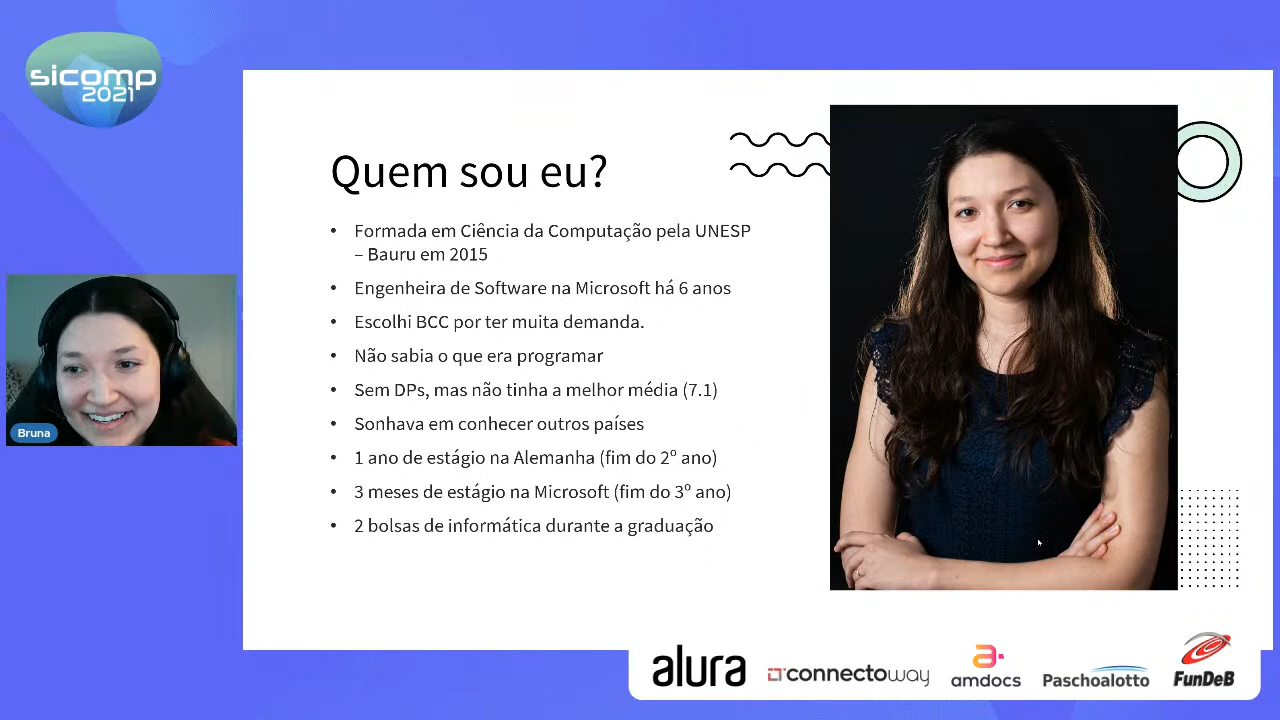 sicomp
2021
Quem sou eu?
• Formada em Ciência da Computação pela UNESP
– Bauru em 2015
• Engenheira de Software na Microsoft há 6 anos
• Escolhi BCC por ter muita demanda.
• Não sabia o que era programar
• Sem DPs, mas não tinha a melhor média (7.1)
• Sonhava em conhecer outros países
• 1 ano de estágio na Alemanha (fim do 2º ano)
• 3 meses de estágio na Microsoft (fim do 3º ano)
• 2 bolsas de informática durante a graduação
Bruna
alura
connectoway
amdocs
Paschoalotto
FunDeB